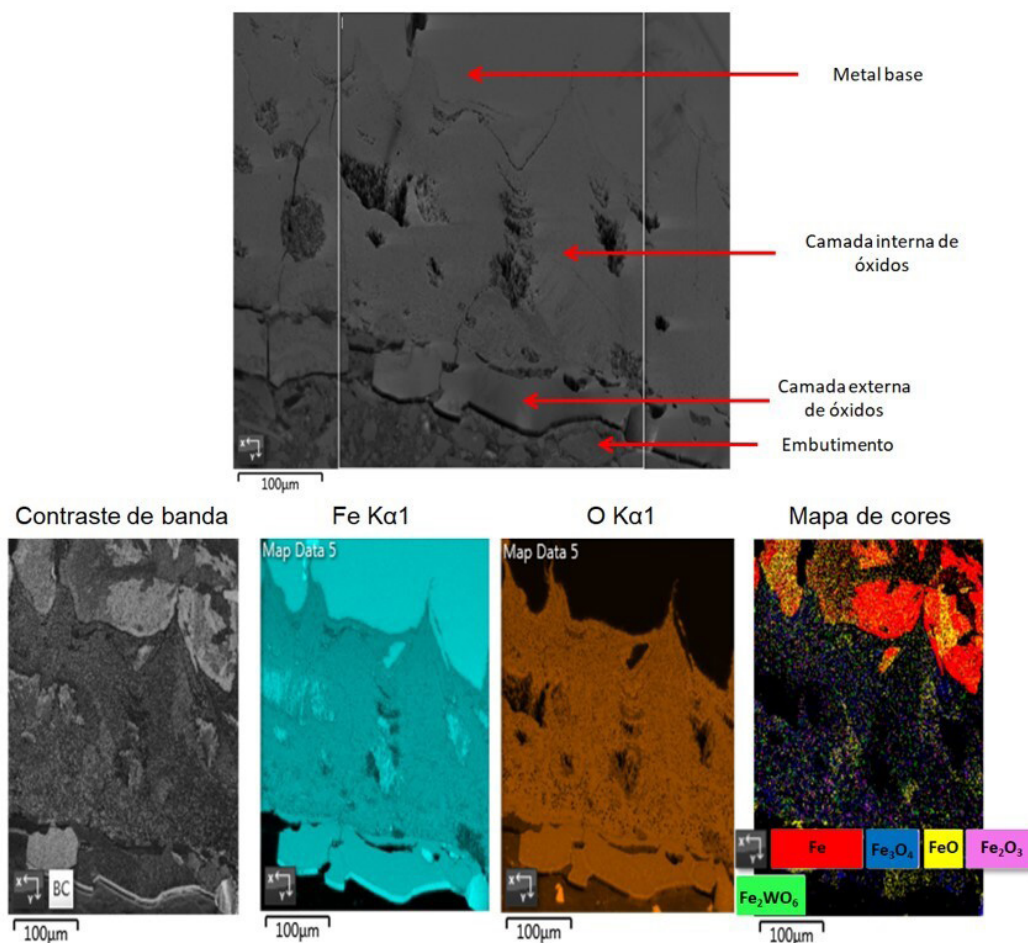 Metal base
Camada interna de
óxidos
Camada externa
de óxidos
Embutimento
X
Y
100µm
Contraste de banda
Fe Kα1
O Kα1
Mapa de cores
Map Data 5
Map Data 5
Fe
Fe₃O₄
FeO
Fe₂O₃
X
Y
BC
X
Y
X
Y
Fe₂WO₆
100µm
100µm
100µm
100µm